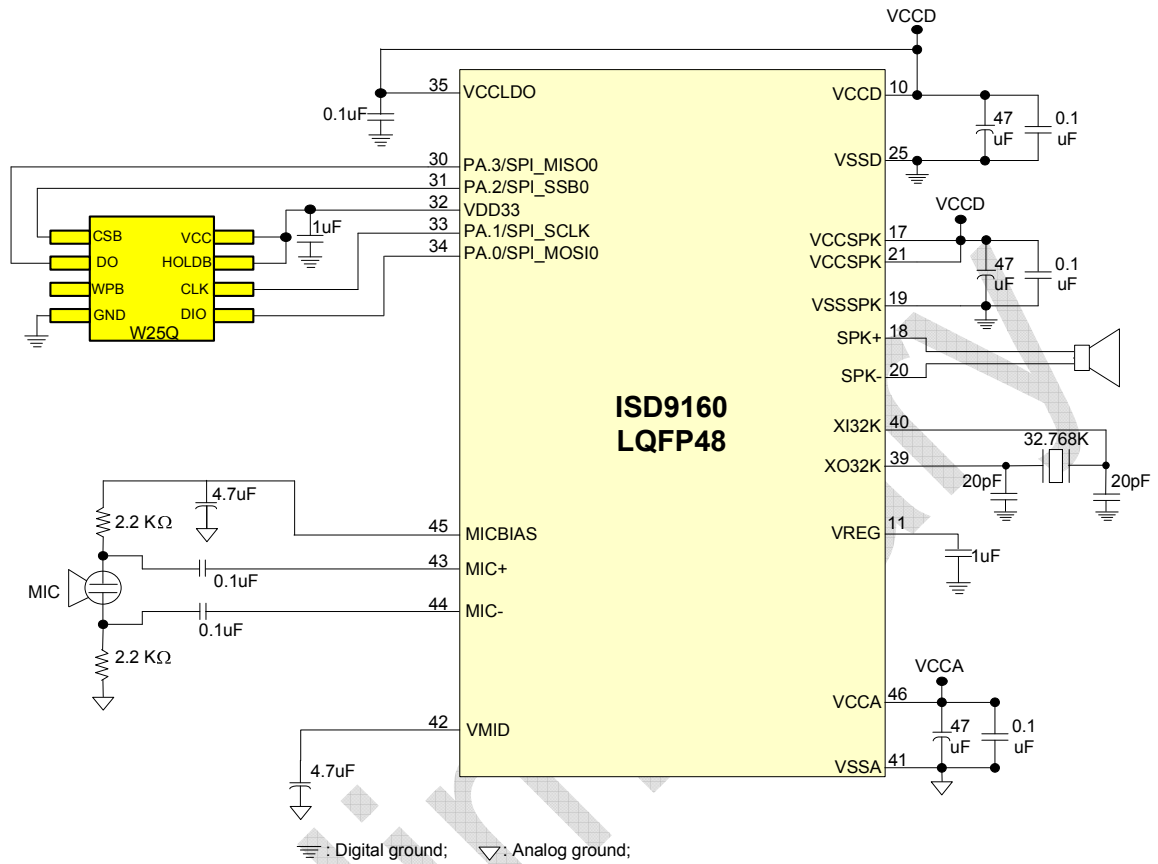 VCCD
35 VCCLDO
0.1uF
VCCD 10
47 uF
0.1 uF
VSSD 25
30 PA.3/SPI_MISO0
31 PA.2/SPI_SSB0
32 VDD33
33 PA.1/SPI_SCLK
34 PA.0/SPI_MOSI0
1uF
CSB VCC
DO HOLDB
WPB CLK
GND DIO
W25Q
VCCD
VCCSPK 17
VCCSPK 21
47 uF
0.1 uF
VSSSPK 19
SPK+ 18
SPK- 20
ISD9160
LQFP48
XI32K 40
32.768K
XO32K 39
20pF
20pF
VREG 11
1uF
4.7uF
2.2 KΩ
45 MICBIAS
43 MIC+
0.1uF
MIC
44 MIC-
0.1uF
2.2 KΩ
VCCA
VCCA 46
47 uF
0.1 uF
VSSA 41
42 VMID
4.7uF
: Digital ground; : Analog ground;